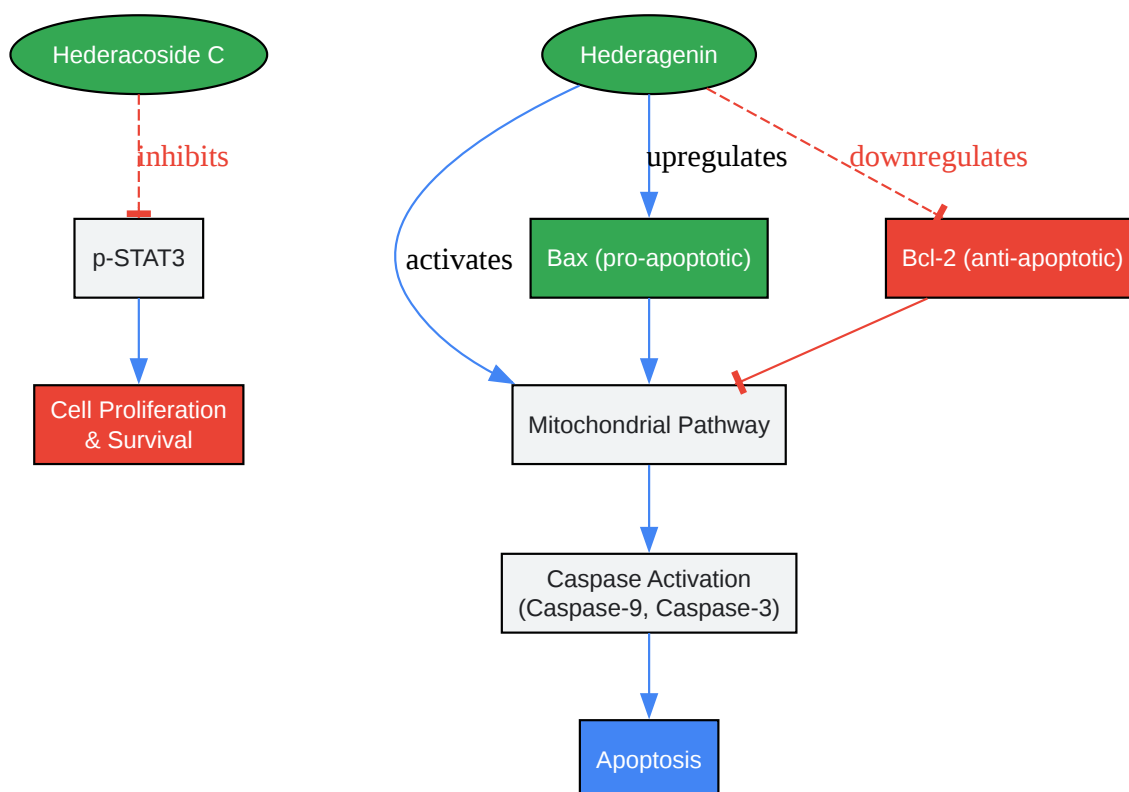 Hederacoside C
Hederagenin
inhibits
upregulates
downregulates
p-STAT3
activates
Bax (pro-apoptotic)
Bcl-2 (anti-apoptotic)
Cell Proliferation
& Survival
Mitochondrial Pathway
Caspase Activation
(Caspase-9, Caspase-3)
Apoptosis